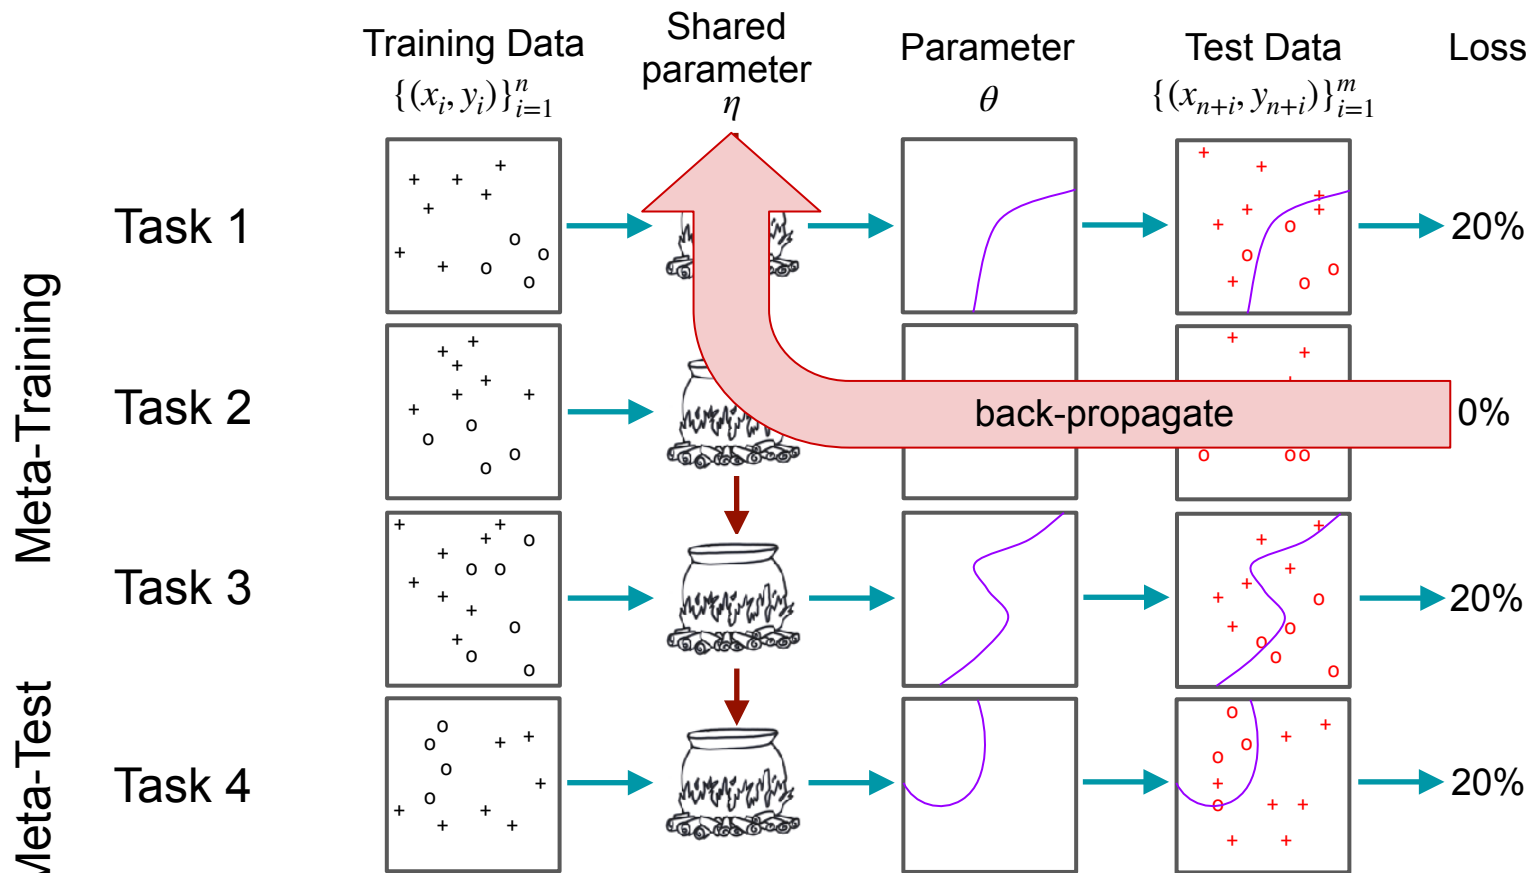 Training Data
{(x_i, y_i)}_{i=1}^n
Shared
parameter
η
Parameter
θ
Test Data
{(x_{n+i}, y_{n+i})}_{i=1}^m
Loss
Meta-Training
Task 1
20%
Task 2
back-propagate
0%
Task 3
20%
Meta-Test
Task 4
20%